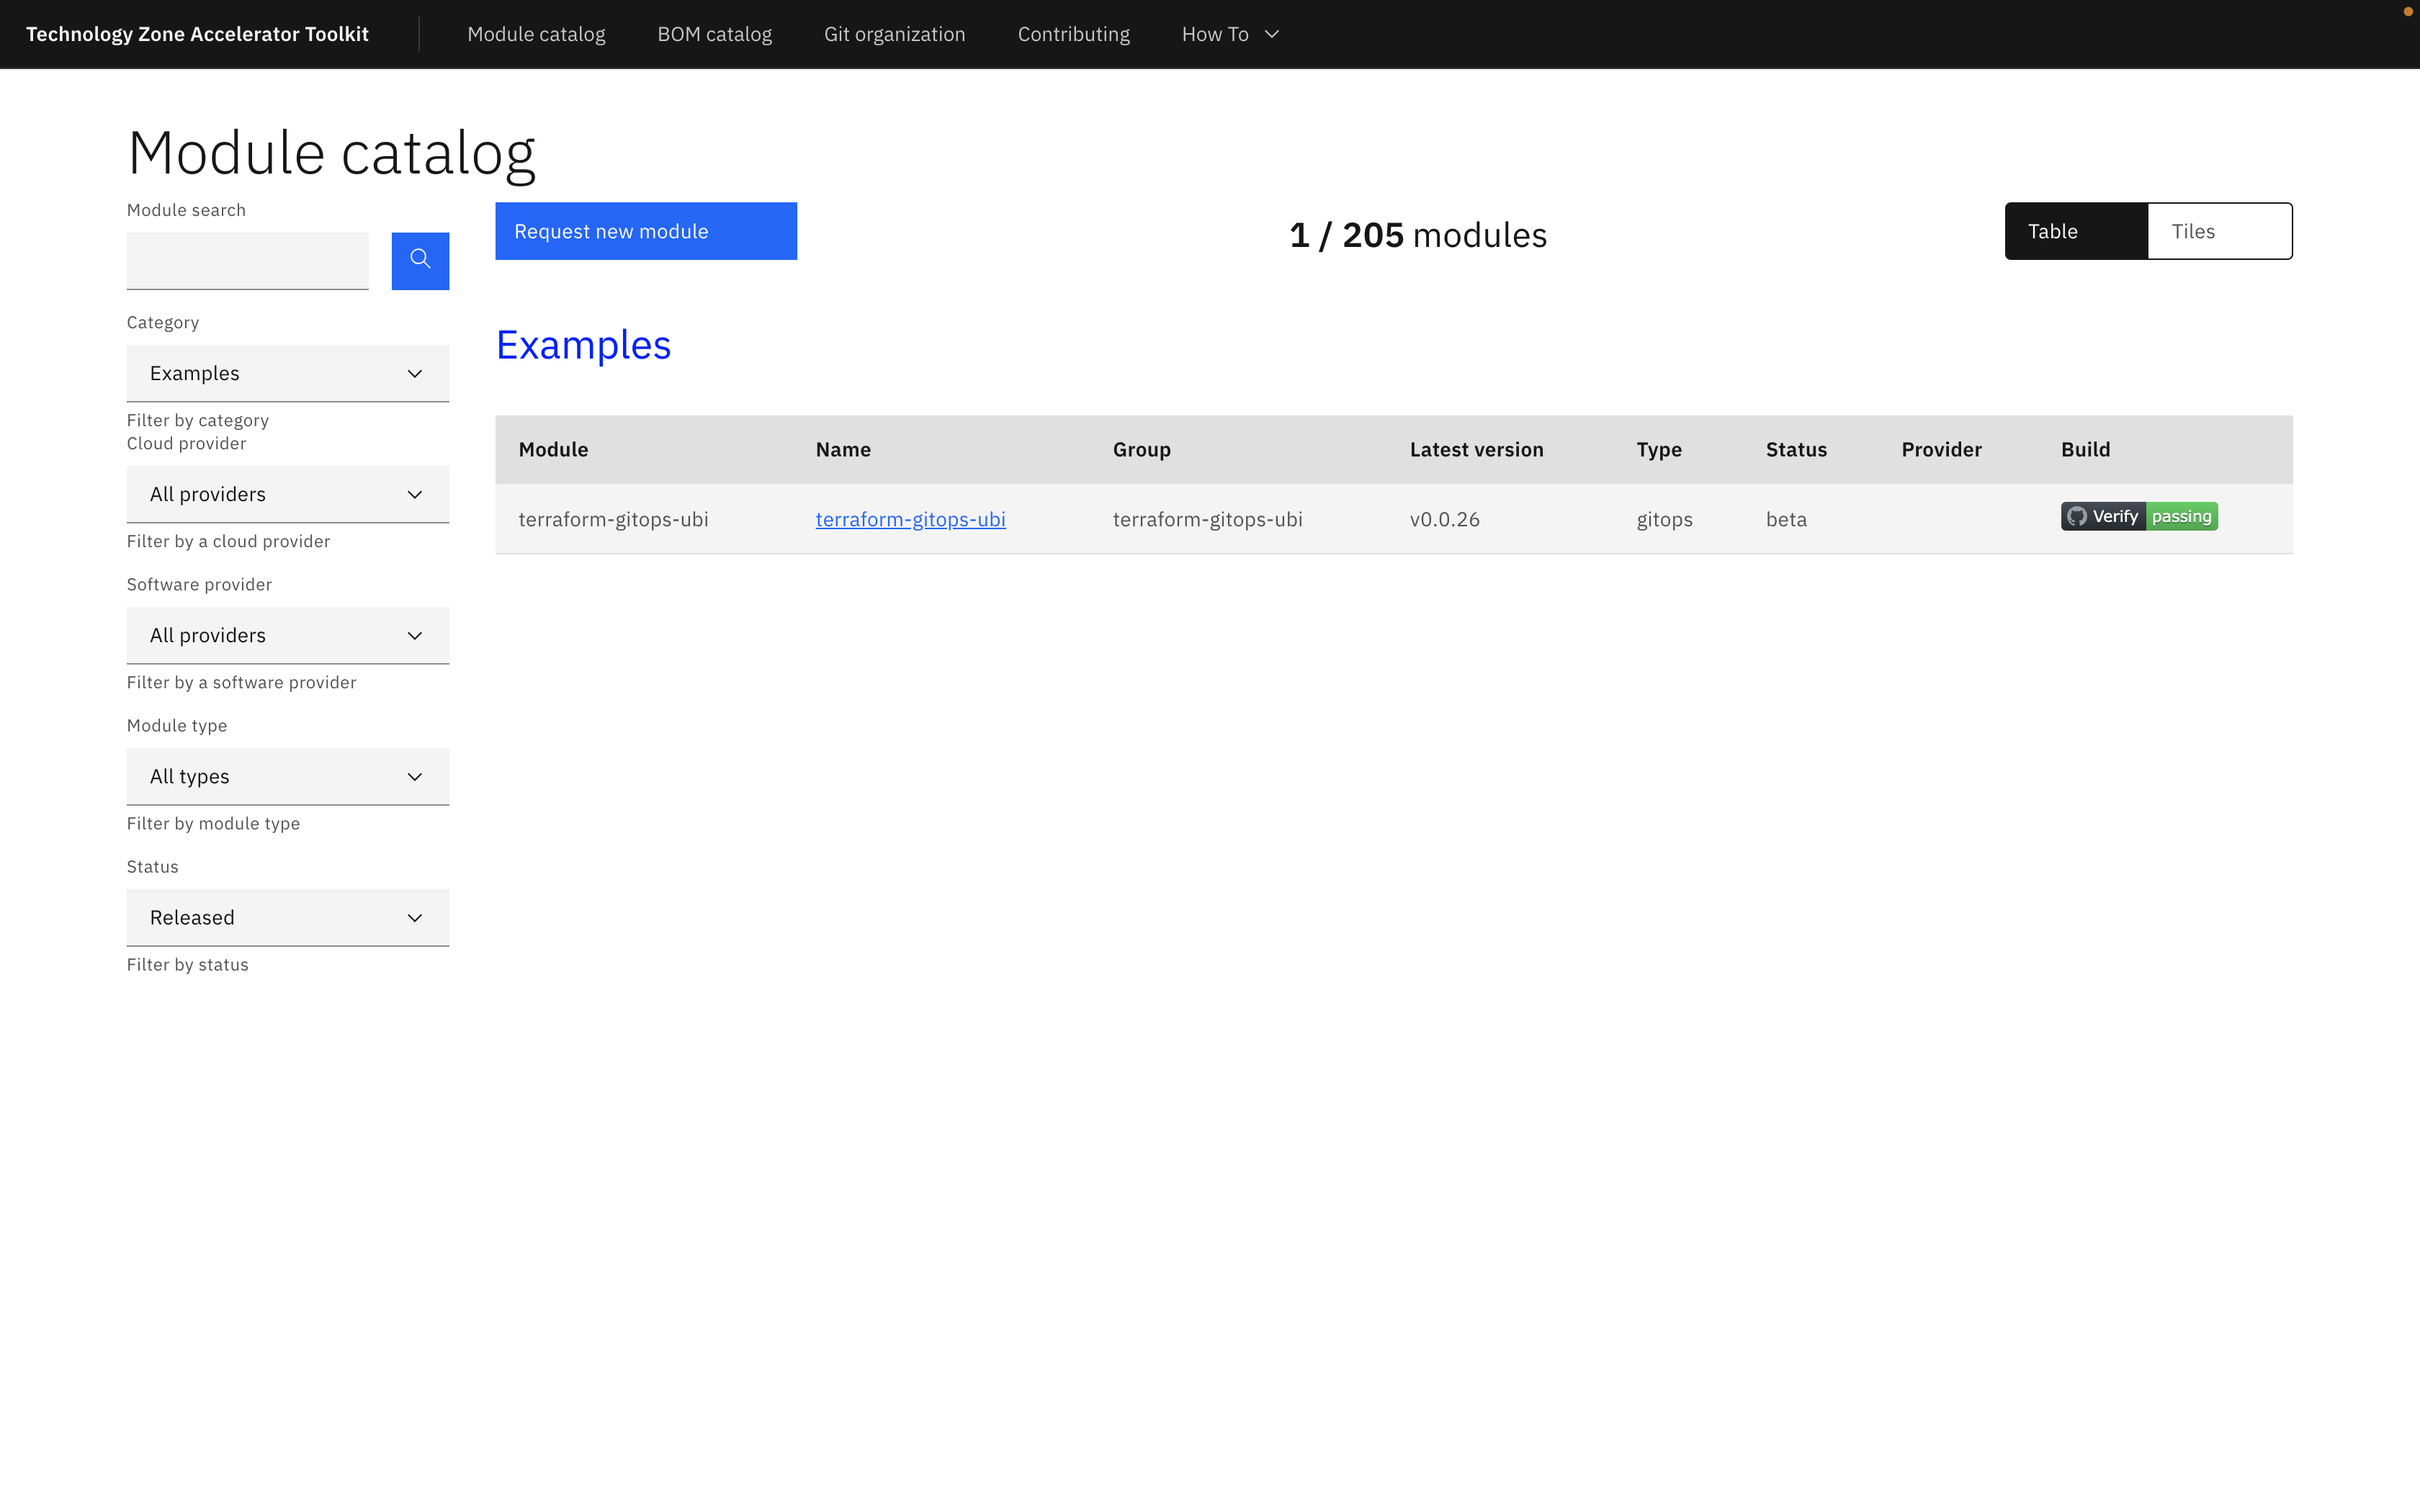 Technology Zone Accelerator Toolkit Module catalog BOM catalog Git organization Contributing How To
Module catalog
Module search
Request new module
1 / 205 modules
Table Tiles
Category
Examples
Filter by category
Cloud provider
All providers
Filter by a cloud provider
Software provider
All providers
Filter by a software provider
Module type
All types
Filter by module type
Status
Released
Filter by status
Examples
Module Name Group Latest version Type Status Provider Build
terraform-gitops-ubi terraform-gitops-ubi terraform-gitops-ubi v0.0.26 gitops beta Verify passing